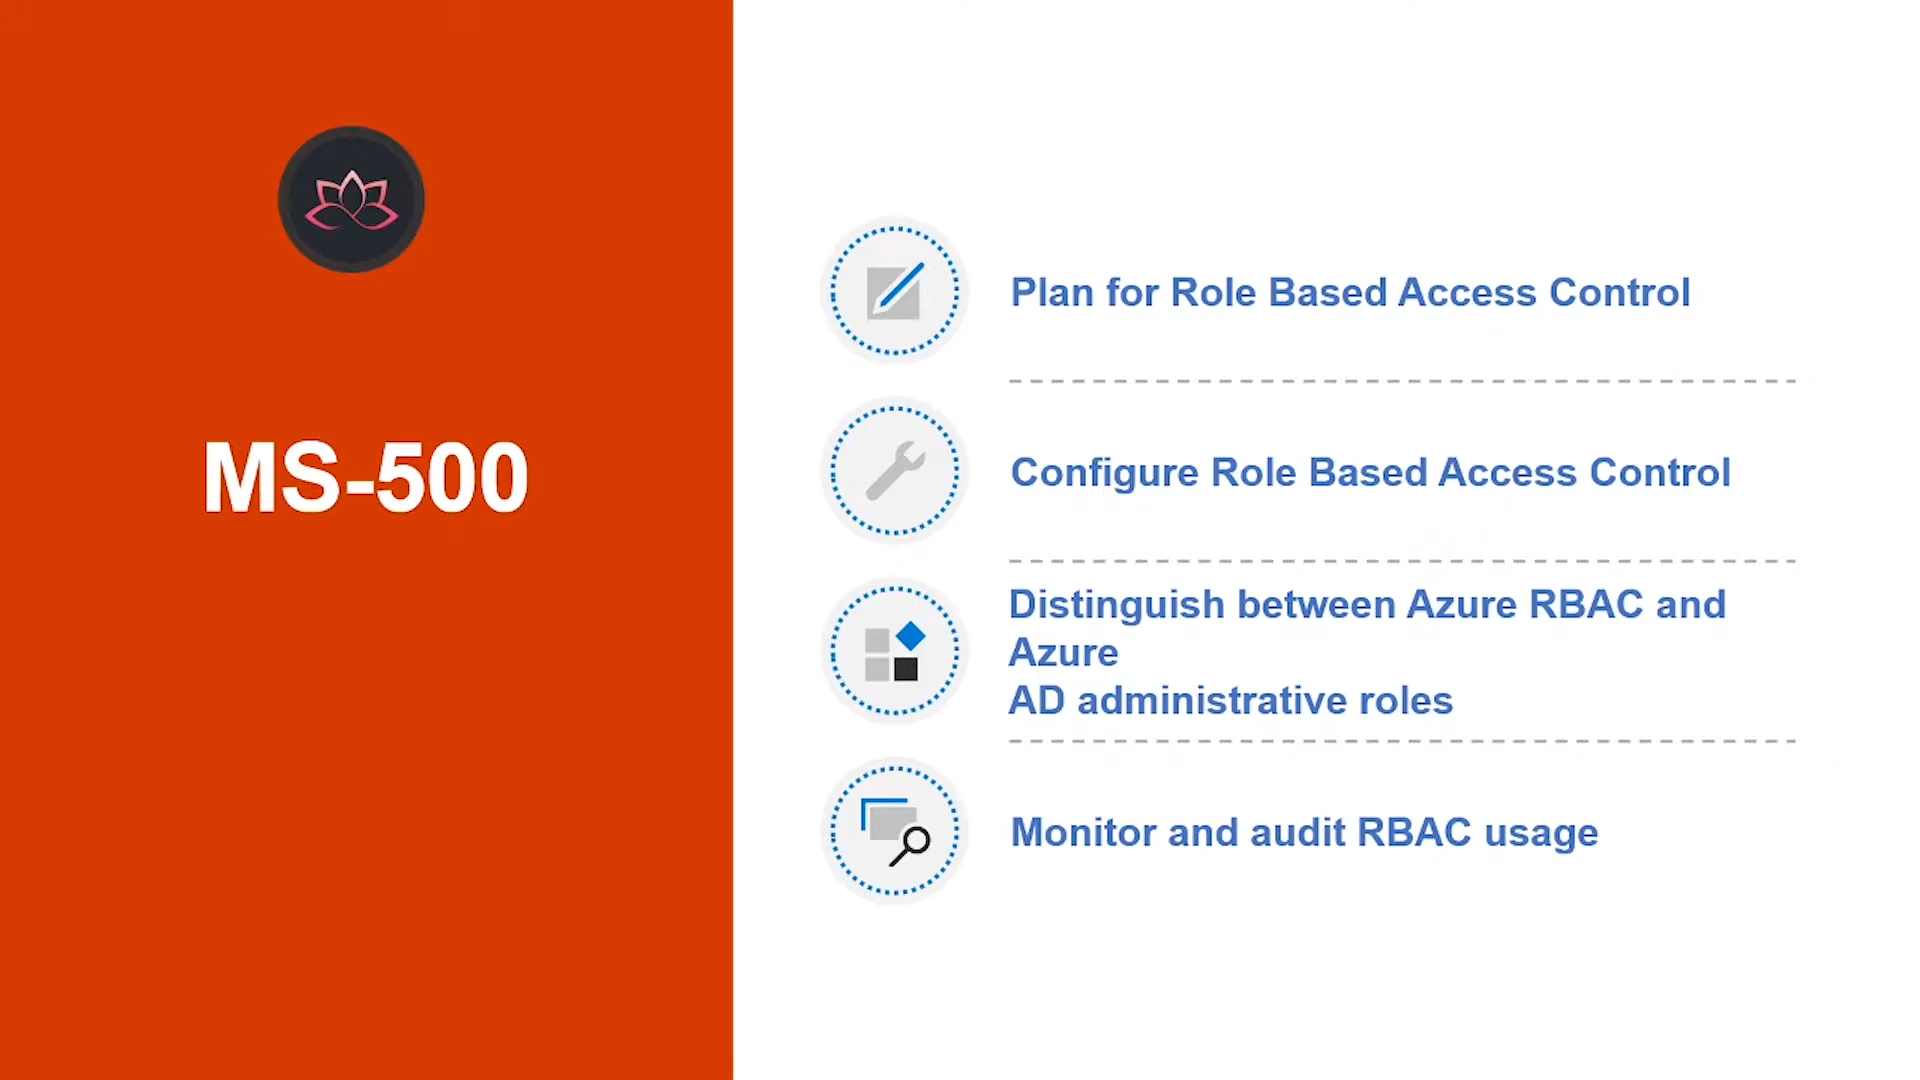 MS-500
Plan for Role Based Access Control
Configure Role Based Access Control
Distinguish between Azure RBAC and
Azure
AD administrative roles
Monitor and audit RBAC usage